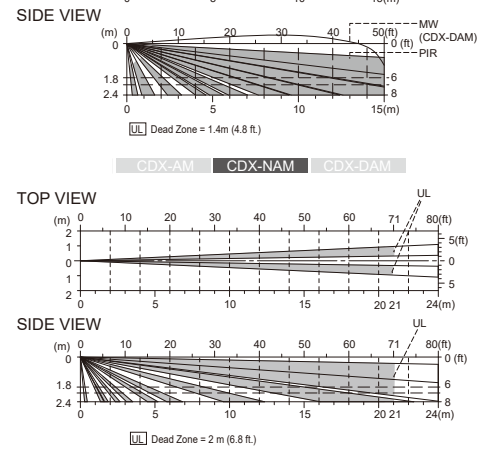 SIDE VIEW
(m) 0 10 20 30 40 50(ft)
MW
(CDX-DAM)
0 0 (ft)
PIR
1.8 6
2.4 8
0 5 10 15(m)
UL Dead Zone = 1.4m (4.8 ft.)
CDX-AM CDX-NAM CDX-DAM
TOP VIEW
UL
(m) 0 10 20 30 40 50 60 71 80(ft)
2
1 5(ft)
0 0
1 5
2
0 5 10 15 20 21 24(m)
SIDE VIEW
UL
(m) 0 10 20 30 40 50 60 71 80(ft)
0 0 (ft)
1.8 6
2.4 8
0 5 10 15 20 21 24(m)
UL Dead Zone = 2 m (6.8 ft.)